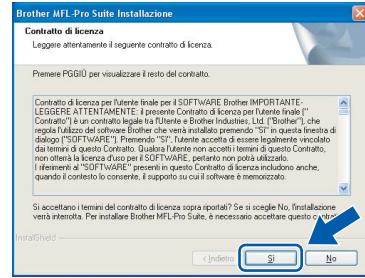 Brother MFL-Pro Suite Installazione
Contratto di licenza
Leggere attentamente il seguente contratto di licenza.
Premere PGGIÙ per visualizzare il resto del contratto.
Contratto di licenza per l'utente finale per il SOFTWARE Brother IMPORTANTE-
LEGGERE ATTENTAMENTE: il presente Contratto di licenza per l'utente finale ("
Contratto") è un contratto legale tra l'Utente e Brother Industries, Ltd. ("Brother"), che
regola l'utilizzo del software Brother che verrà installato premendo "Sì" in questa finestra di
dialogo ("SOFTWARE"). Premendo "Sì", l'utente accetta di essere legalmente vincolato
dai termini di questo Contratto. Qualora l'utente non accetti i termini di questo Contratto,
non otterrà la licenza d'uso per il SOFTWARE, pertanto non potrà utilizzarlo.
I riferimenti al "SOFTWARE" presenti in questo Contratto di licenza includono anche,
quando il contesto lo consente, il supporto su cui il software è memorizzato.
Si accettano i termini del contratto di licenza sopra riportati? Se si sceglie No, l'installazione
verrà interrotta. Per installare Brother MFL-Pro Suite, è necessario accettare questo
InstallShield
< Indietro
Sì
No